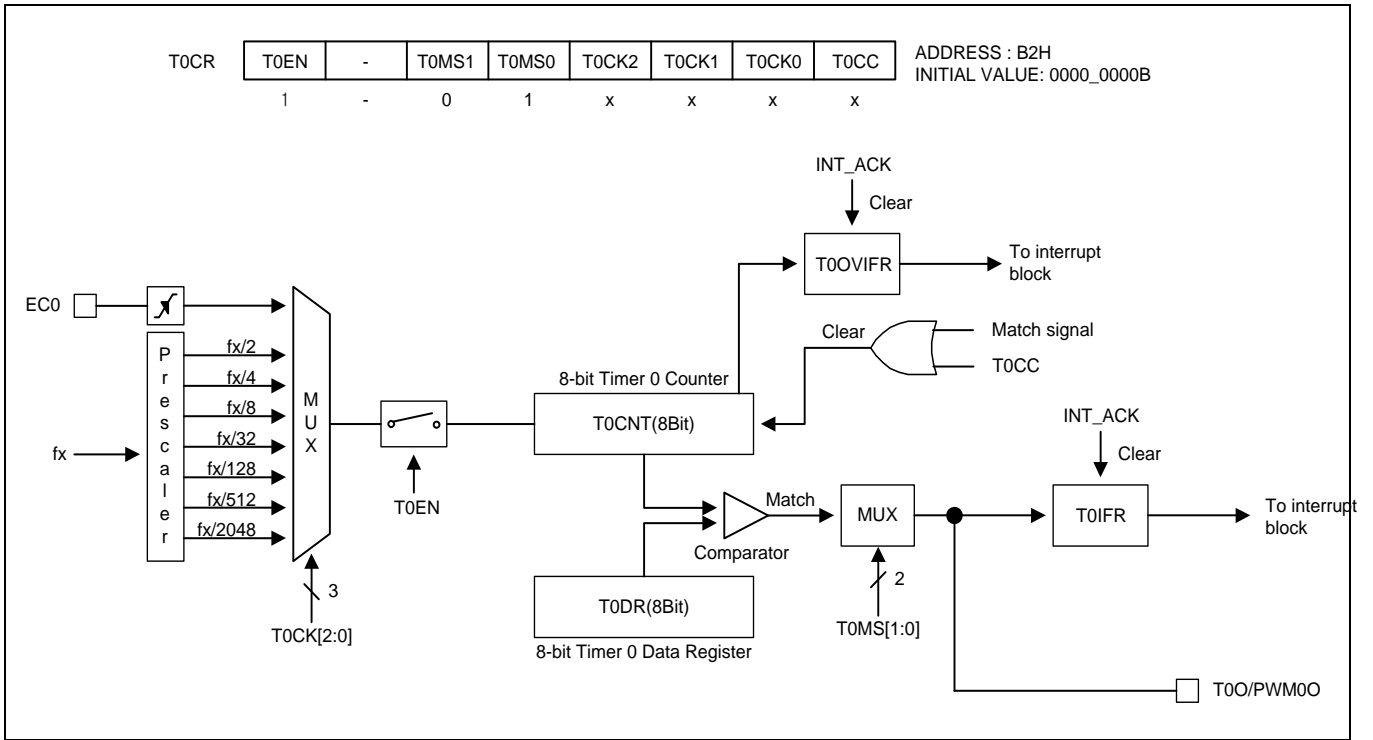 T0CR T0EN - T0MS1 T0MS0 T0CK2 T0CK1 T0CK0 T0CC
ADDRESS : B2H
INITIAL VALUE: 0000_0000B
1 - 0 1 x x x x
INT_ACK
Clear
T0OVIFR
To interrupt
block
EC0
Clear
Match signal
T0CC
Prescaler
fx/2
fx/4
fx/8
fx/32
fx/128
fx/512
fx/2048
fx
MUX
T0EN
3
T0CK[2:0]
8-bit Timer 0 Counter
T0CNT(8Bit)
Match
Comparator
T0DR(8Bit)
8-bit Timer 0 Data Register
MUX
2
T0MS[1:0]
INT_ACK
Clear
T0IFR
To interrupt
block
T0O/PWM0O